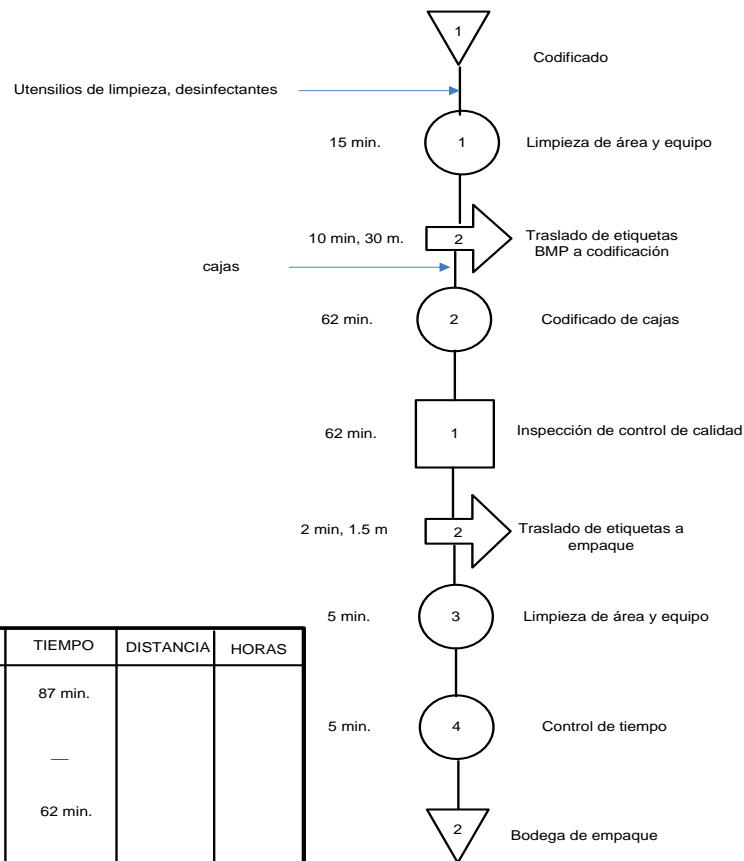 1
Codificado
Utensilios de limpieza, desinfectantes
15 min.
1
Limpieza de área y equipo
10 min, 30 m.
2
Traslado de etiquetas
BMP a codificación
cajas
62 min.
2
Codificado de cajas
62 min.
1
Inspección de control de calidad
2 min, 1.5 m
2
Traslado de etiquetas a
empaque
5 min.
3
Limpieza de área y equipo
5 min.
4
Control de tiempo
2
Bodega de empaque
TIEMPO DISTANCIA HORAS
87 min.
—
62 min.